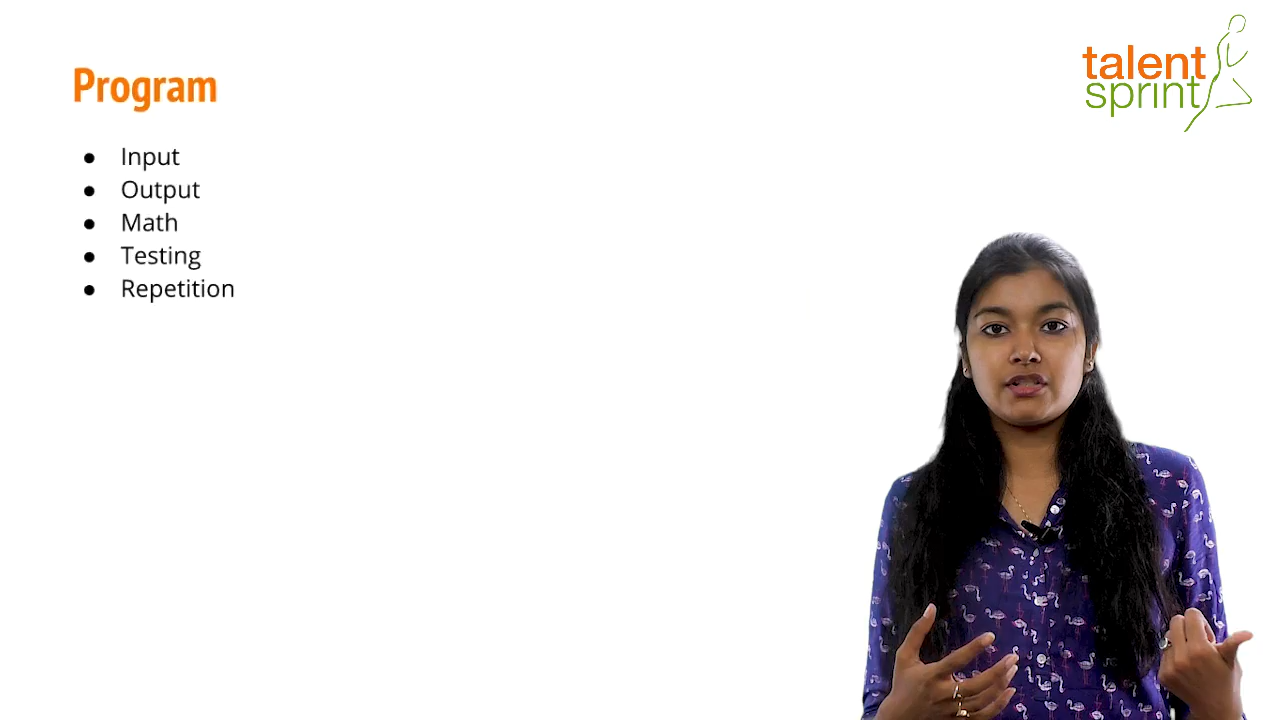 Program
talent
sprint
● Input
● Output
● Math
● Testing
● Repetition